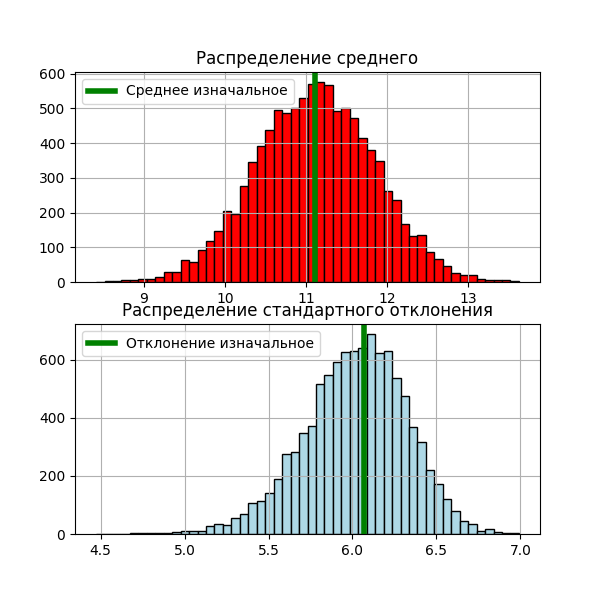 Распределение среднего
600
500
400
300
200
100
0
Среднее изначальное
9 10 11 12 13
Распределение стандартного отклонения
600
400
200
0
Отклонение изначальное
4.5 5.0 5.5 6.0 6.5 7.0